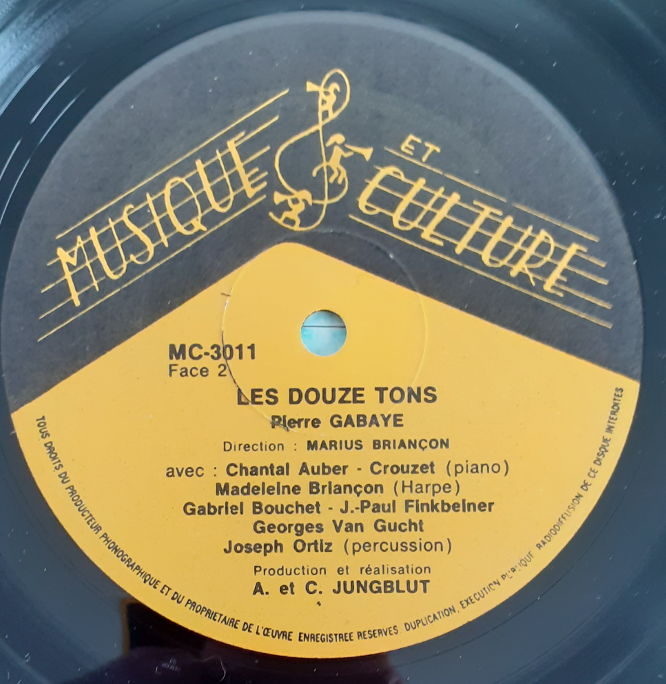 MUSIQUE
ET
CULTURE
MC-3011
Face 2
LES DOUZE TONS
Pierre GABAYE
Direction : MARIUS BRIANÇON
avec : Chantal Auber - Crouzet (piano)
Madeleine Briançon (Harpe)
Gabriel Bouchet - J.-Paul Finkbeiner
Georges Van Gucht
Joseph Ortiz (percussion)
Production et réalisation
A. et C. JUNGBLUT
TOUS DROITS DU PRODUCTEUR PHONOGRAPHIQUE ET DU PROPRIETAIRE DE L'ŒUVRE ENREGISTREE RESERVES. DUPLICATION, EXECUTION PUBLIQUE, RADIODIFFUSION DE CE DISQUE INTERDITES